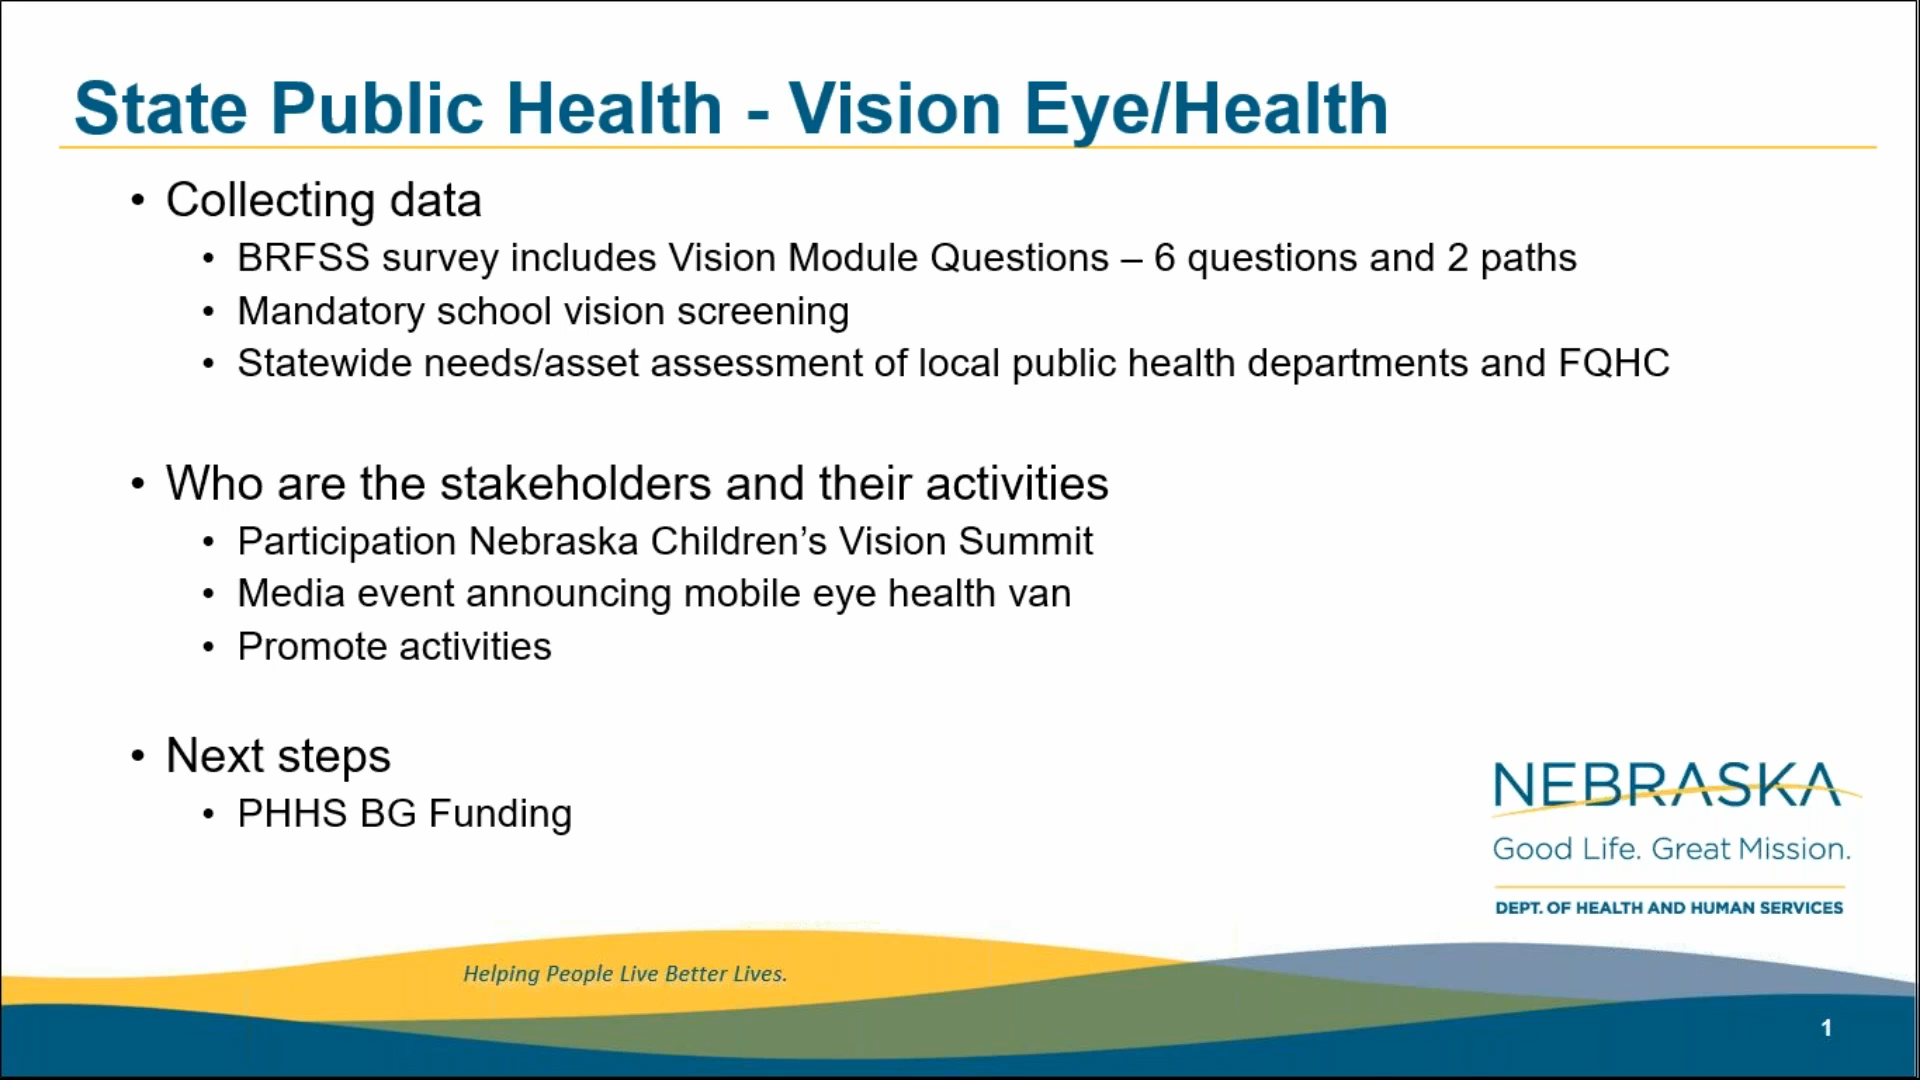 State Public Health - Vision Eye/Health
• Collecting data
• BRFSS survey includes Vision Module Questions – 6 questions and 2 paths
• Mandatory school vision screening
• Statewide needs/asset assessment of local public health departments and FQHC
• Who are the stakeholders and their activities
• Participation Nebraska Children’s Vision Summit
• Media event announcing mobile eye health van
• Promote activities
• Next steps
• PHHS BG Funding
NEBRASKA
Good Life. Great Mission.
DEPT. OF HEALTH AND HUMAN SERVICES
Helping People Live Better Lives.
1